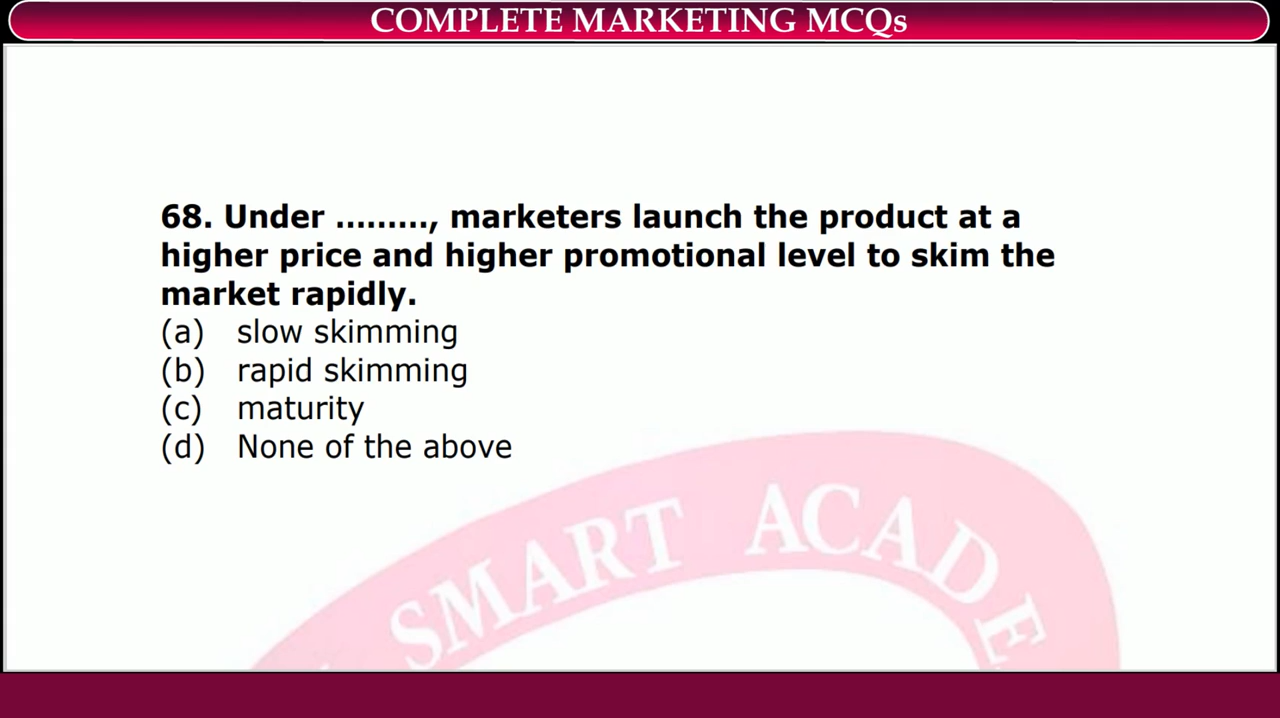 COMPLETE MARKETING MCQs
68. Under ........., marketers launch the product at a
higher price and higher promotional level to skim the
market rapidly.
(a) slow skimming
(b) rapid skimming
(c) maturity
(d) None of the above
SMART ACADE